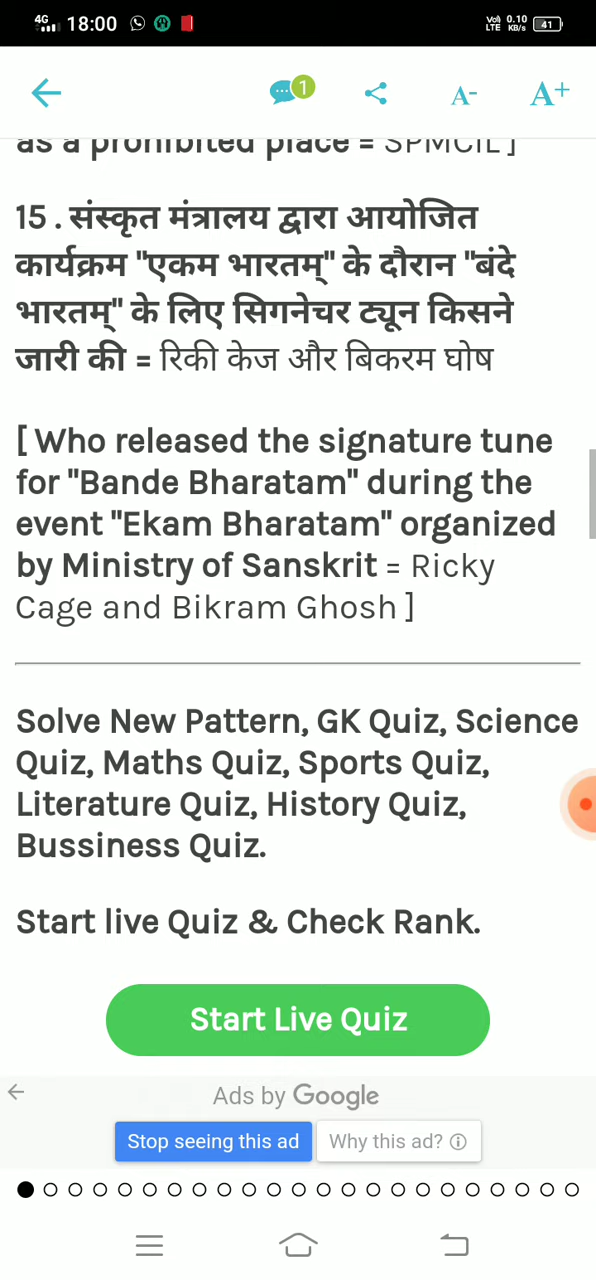 4G 18:00 Vo) LTE 0.10 KB/s 41
1
A- A+
as a prohibited place = SPMCIL ]
15 . संस्कृत मंत्रालय द्वारा आयोजित
कार्यक्रम "एकम भारतम्" के दौरान "बंदे
भारतम्" के लिए सिगनेचर ट्यून किसने
जारी की = रिकी केज और बिकरम घोष
[ Who released the signature tune
for "Bande Bharatam" during the
event "Ekam Bharatam" organized
by Ministry of Sanskrit = Ricky
Cage and Bikram Ghosh ]
Solve New Pattern, GK Quiz, Science
Quiz, Maths Quiz, Sports Quiz,
Literature Quiz, History Quiz,
Bussiness Quiz.
Start live Quiz & Check Rank.
Start Live Quiz
Ads by Google
Stop seeing this ad Why this ad?